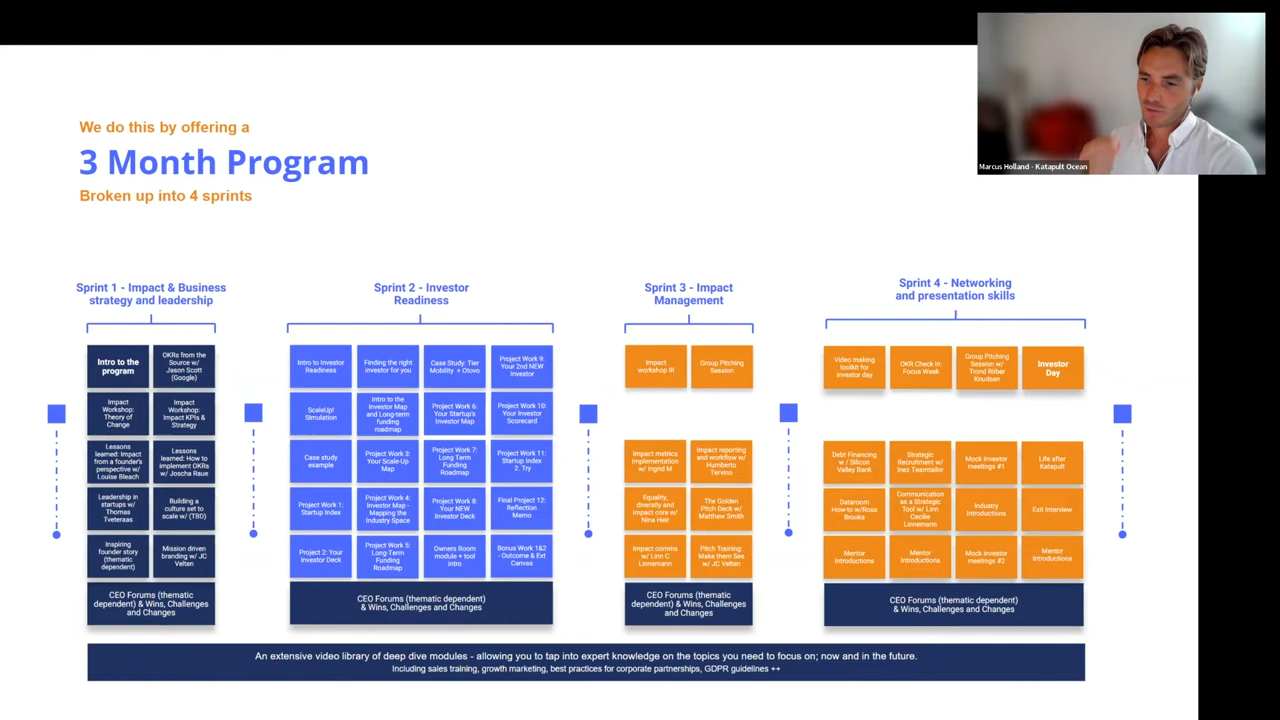 We do this by offering a
3 Month Program
Broken up into 4 sprints
Marcus Holland - Katapult Ocean
Sprint 1 - Impact & Business
strategy and leadership
Intro to the
program
OKRs from the
Source w/
Jason Scott
(Google)
Impact
Workshop:
Theory of
Change
Impact
Workshop:
Impact KPIs &
Strategy
Lessons
learned: Impact
from a founder's
perspective w/
Louise Bleach
Lessons
learned: How to
implement OKRs
w/ Joscha Raue
Leadership in
startups w/
Thomas
Tveteraas
Building a
culture set to
scale w/ (TBD)
Inspiring
founder story
(thematic
dependent)
Mission driven
branding w/ JC
Velten
CEO Forums (thematic
dependent) & Wins, Challenges
and Changes
Sprint 2 - Investor
Readiness
Intro to Investor
Readiness
Finding the right
investor for you
Case Study: Tier
Mobility + Otovo
Project Work 9:
Your 2nd NEW
Investor
ScaleUp!
Simulation
Intro to the
Investor Map
and Long-term
funding
roadmap
Project Work 6:
Your Startup's
Investor Map
Project Work 10:
Your Investor
Scorecard
Case study
example
Project Work 3:
Your Scale-Up
Map
Project Work 7:
Long Term
Funding
Roadmap
Project Work 11:
Startup Index
2. Try
Project Work 1:
Startup Index
Project Work 4:
Investor Map -
Mapping the
Industry Space
Project Work 8:
Your NEW
Investor Deck
Final Project 12:
Reflection
Memo
Project 2: Your
Investor Deck
Project Work 5:
Long-Term
Funding
Roadmap
Owners Room
module + tool
intro
Bonus Work 1&2
- Outcome & Ext
Canvas
CEO Forums (thematic dependent)
& Wins, Challenges and Changes
Sprint 3 - Impact
Management
Impact
workshop III
Group Pitching
Session
Impact metrics
implementation
w/ Ingrid M
Impact reporting
and workflow w/
Humberto
Tervino
Equality,
diversity and
impact core w/
Nina Heir
The Golden
Pitch Deck w/
Matthew Smith
Impact comms
w/ Linn C
Linnemann
Pitch Training:
Make them See
w/ JC Velten
CEO Forums (thematic
dependent) & Wins, Challenges
and Changes
Sprint 4 - Networking
and presentation skills
Video making
toolkit for
investor day
OKR Check in:
Focus Week
Group Pitching
Session w/
Trond Riiber
Knudsen
Investor
Day
Debt Financing
w/ Silicon
Valley Bank
Strategic
Recruitment w/
Inez Teamtailor
Mock investor
meetings #1
Life after
Katapult
Dataroom
How to w/Ross
Brooks
Communication
as a Strategic
Tool w/ Linn
Cecilie
Linnemann
Industry
Introductions
Exit Interview
Mentor
Introductions
Mentor
Introductions
Mock investor
meetings #2
Mentor
Introductions
CEO Forums (thematic dependent)
& Wins, Challenges and Changes
An extensive video library of deep dive modules - allowing you to tap into expert knowledge on the topics you need to focus on; now and in the future.
Including sales training, growth marketing, best practices for corporate partnerships, GDPR guidelines ++